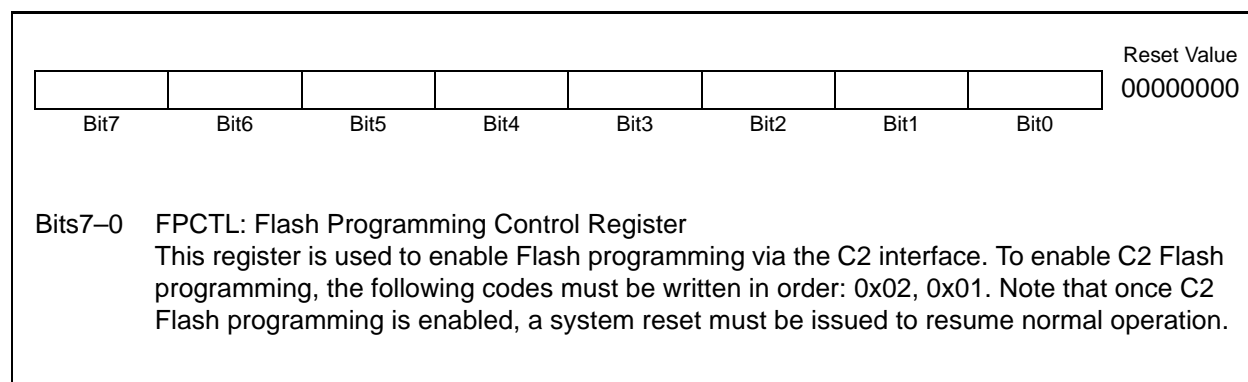 Reset Value
00000000
Bit7 Bit6 Bit5 Bit4 Bit3 Bit2 Bit1 Bit0
Bits7–0 FPCTL: Flash Programming Control Register
This register is used to enable Flash programming via the C2 interface. To enable C2 Flash
programming, the following codes must be written in order: 0x02, 0x01. Note that once C2
Flash programming is enabled, a system reset must be issued to resume normal operation.